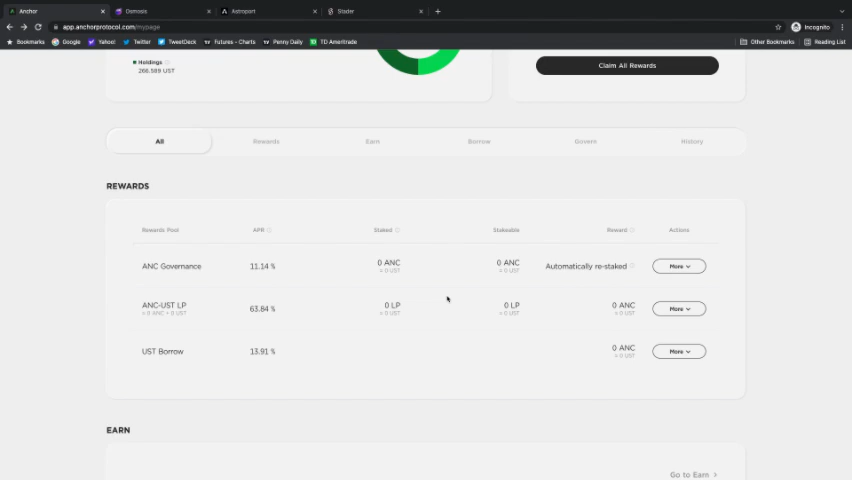 Anchor
Osmosis
Astroport
Stader
app.anchorprotocol.com/mypage
Incognito
Bookmarks
Google
Yahoo!
Twitter
TweetDeck
Futures - Charts
Penny Daily
TD Ameritrade
Other Bookmarks
Reading List
Holdings
266.589 UST
Claim All Rewards
All
Rewards
Earn
Borrow
Govern
History
REWARDS
Rewards Pool
APR
Staked
Stakeable
Reward
Actions
ANC Governance
11.14 %
0 ANC
= 0 UST
0 ANC
= 0 UST
Automatically re-staked
More
ANC-UST LP
= 0 ANC + 0 UST
63.84 %
0 LP
= 0 UST
0 LP
= 0 UST
0 ANC
= 0 UST
More
UST Borrow
13.91 %
0 ANC
= 0 UST
More
EARN
Go to Earn >